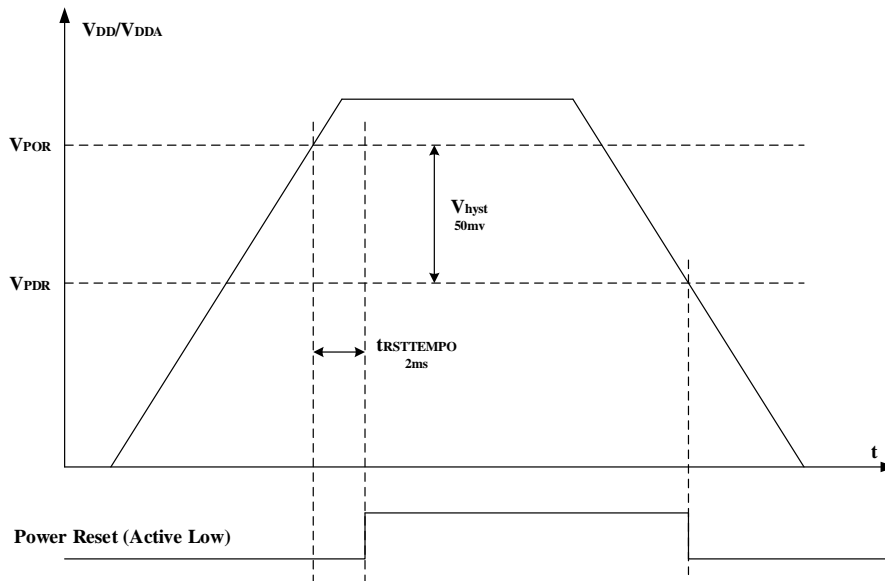 VDD/VDDA
VPOR
Vhyst
50mv
VPDR
tRSTTEMPO
2ms
t
Power Reset (Active Low)